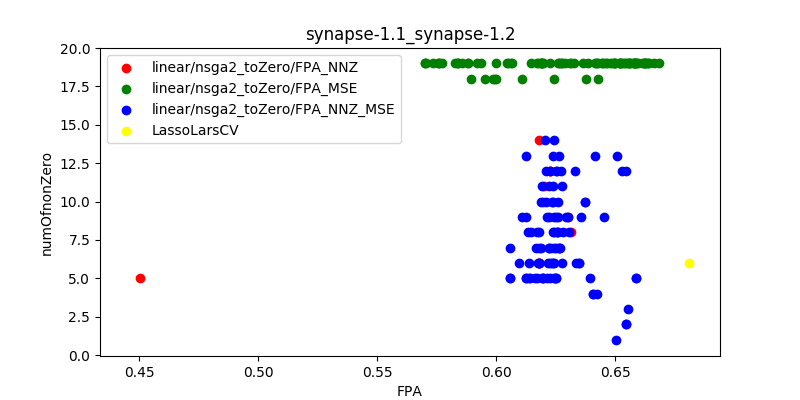 synapse-1.1_synapse-1.2
20.0
17.5
15.0
12.5
10.0
7.5
5.0
2.5
0.0
numOfnonZero
linear/nsga2_toZero/FPA_NNZ
linear/nsga2_toZero/FPA_MSE
linear/nsga2_toZero/FPA_NNZ_MSE
LassoLarsCV
0.45 0.50 0.55 0.60 0.65
FPA